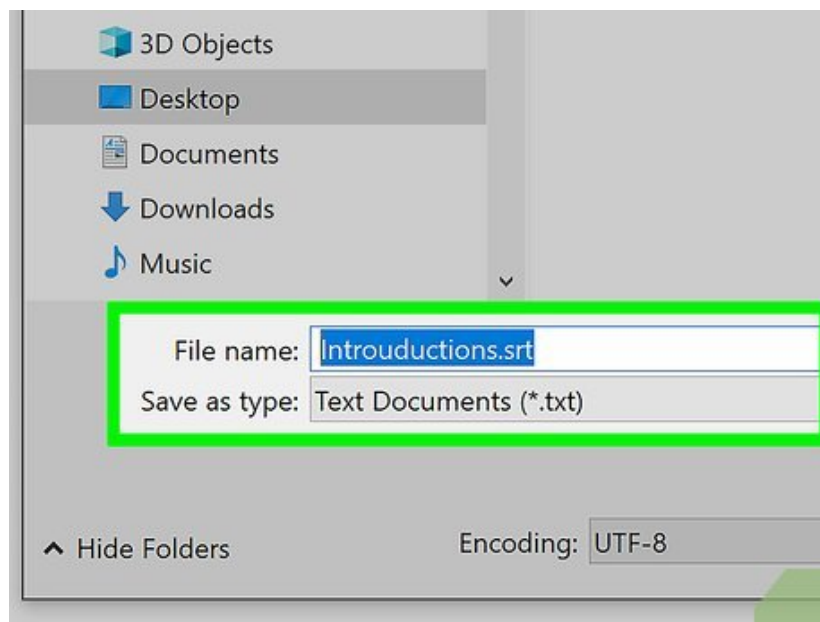 3D Objects
Desktop
Documents
Downloads
Music
File name: Introuductions.srt
Save as type: Text Documents (*.txt)
Hide Folders
Encoding: UTF-8